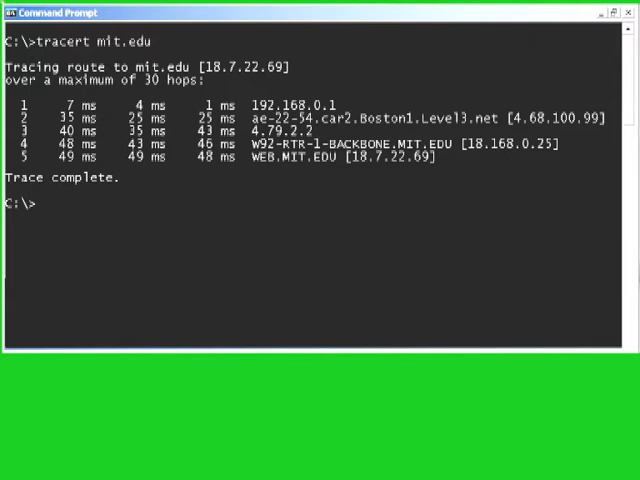 Command Prompt
C:\>tracert mit.edu
Tracing route to mit.edu [18.7.22.69]
over a maximum of 30 hops:
1 7 ms 4 ms 1 ms 192.168.0.1
2 35 ms 25 ms 25 ms ae-22-54.car2.Boston1.Level3.net [4.68.100.99]
3 40 ms 35 ms 43 ms 4.79.2.2
4 48 ms 43 ms 46 ms W92-RTR-1-BACKBONE.MIT.EDU [18.168.0.25]
5 49 ms 49 ms 48 ms WEB.MIT.EDU [18.7.22.69]
Trace complete.
C:\>